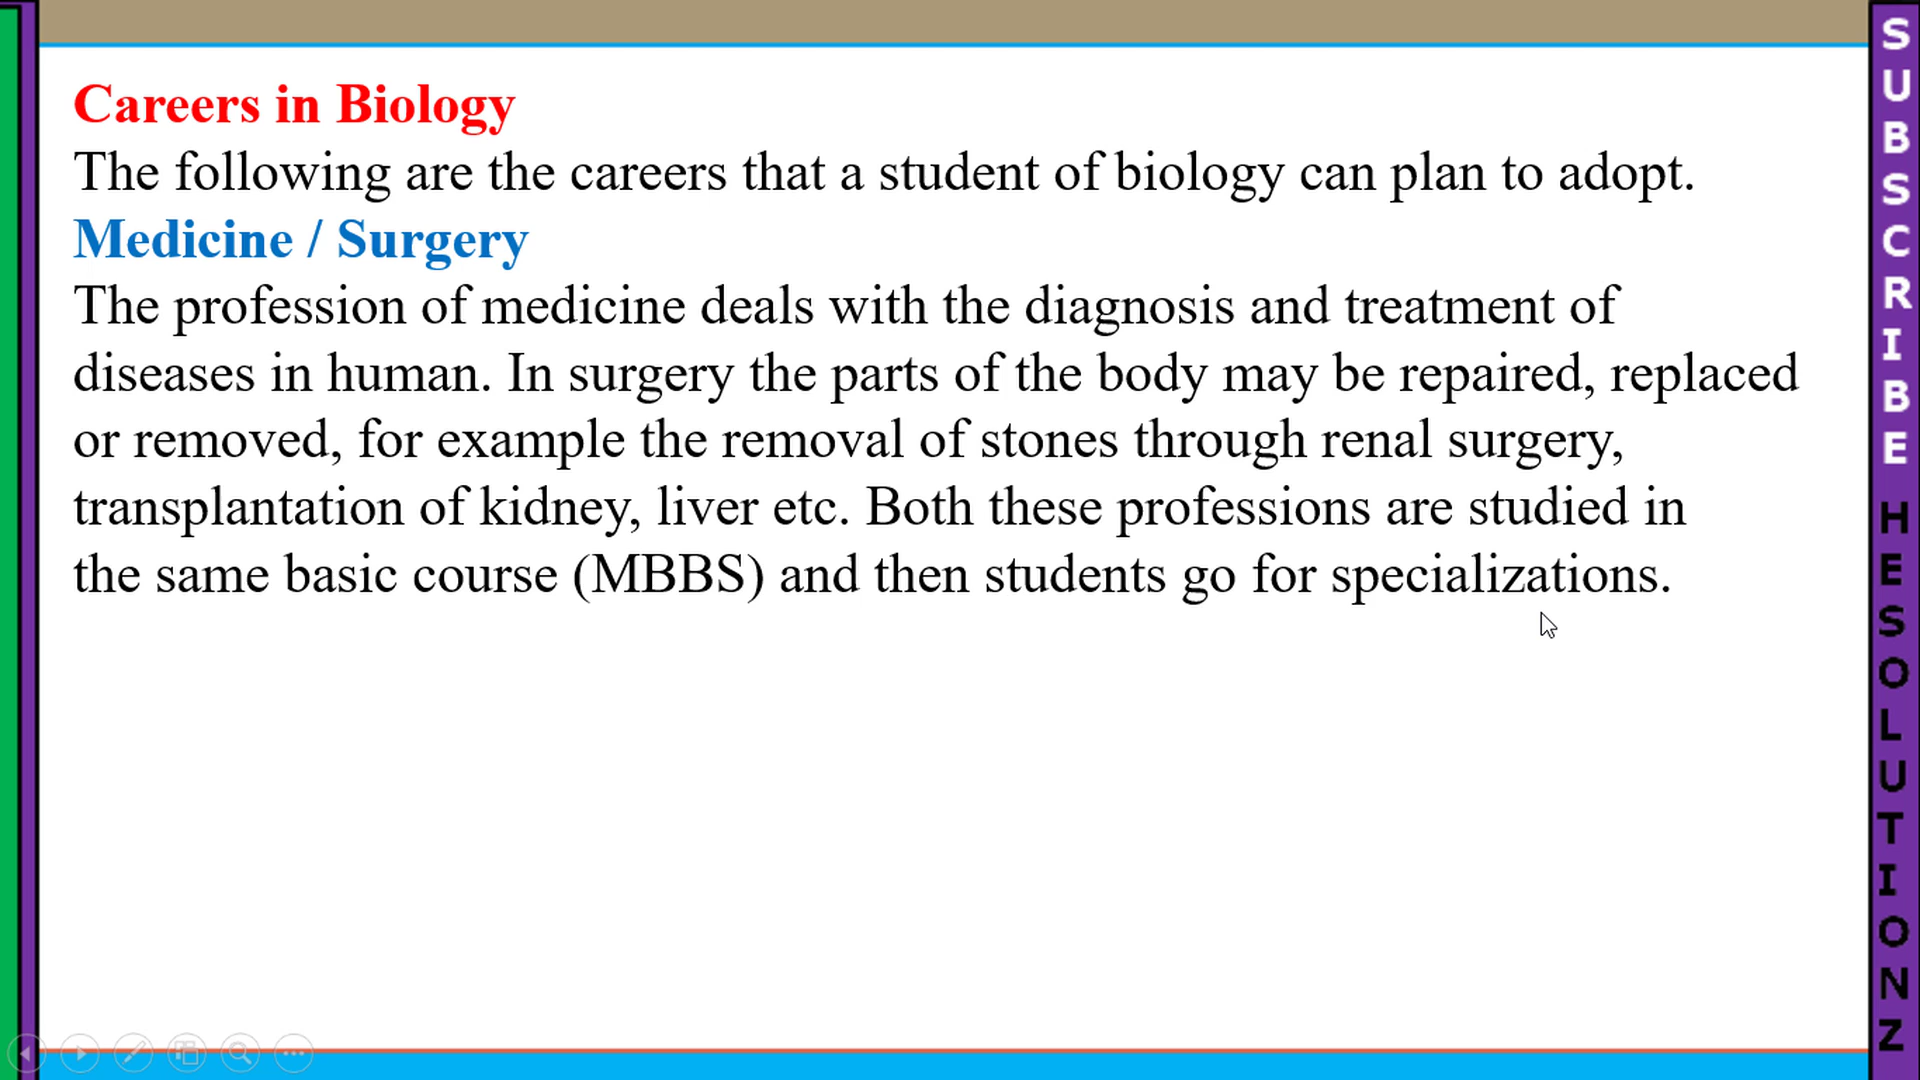 Careers in Biology
The following are the careers that a student of biology can plan to adopt.
Medicine / Surgery
The profession of medicine deals with the diagnosis and treatment of
diseases in human. In surgery the parts of the body may be repaired, replaced
or removed, for example the removal of stones through renal surgery,
transplantation of kidney, liver etc. Both these professions are studied in
the same basic course (MBBS) and then students go for specializations.
SUBSCRIBE HESOLUTIONZ